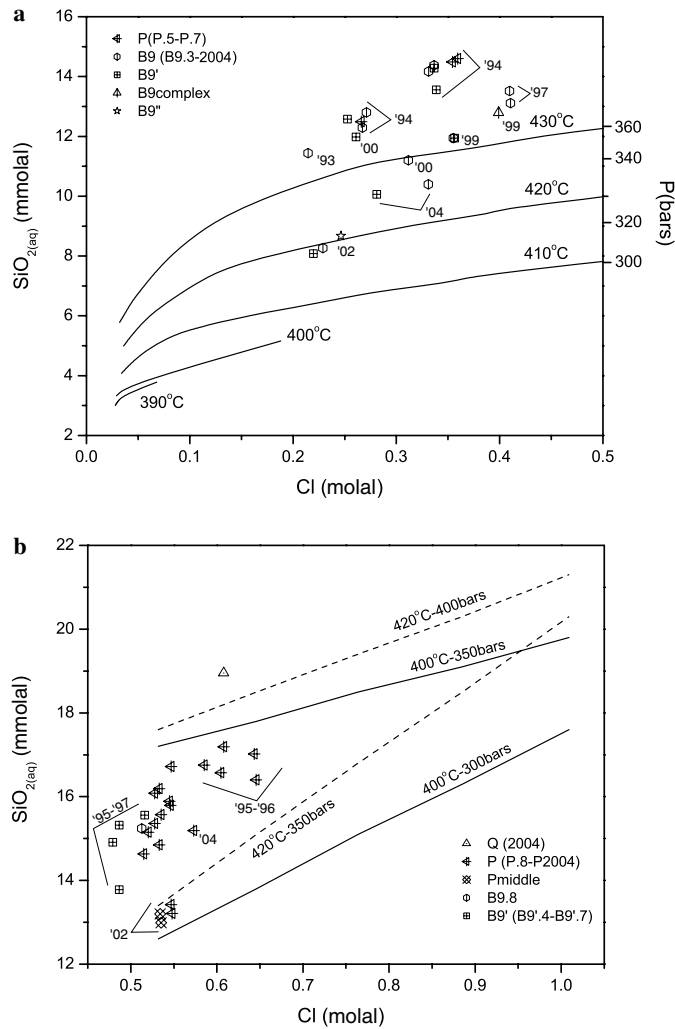 a
16
14
12
10
8
6
4
2
SiO2(aq) (mmolal)
P(P.5-P.7)
B9 (B9.3-2004)
B9'
B9complex
B9"
'94
'97
'94
'99
430°C
360
'00
'99
'93
'00
340
420°C
'04
320
P(bars)
'02
410°C
300
400°C
390°C
0.0
0.1
0.2
0.3
0.4
0.5
Cl (molal)
b
22
20
18
16
14
12
SiO2(aq) (mmolal)
420°C-400bars
400°C-350bars
400°C-300bars
420°C-350bars
'95-'97
'95-'96
'04
'02
Q (2004)
P (P.8-P2004)
Pmiddle
B9.8
B9' (B9'.4-B9'.7)
0.5
0.6
0.7
0.8
0.9
1.0
Cl (molal)